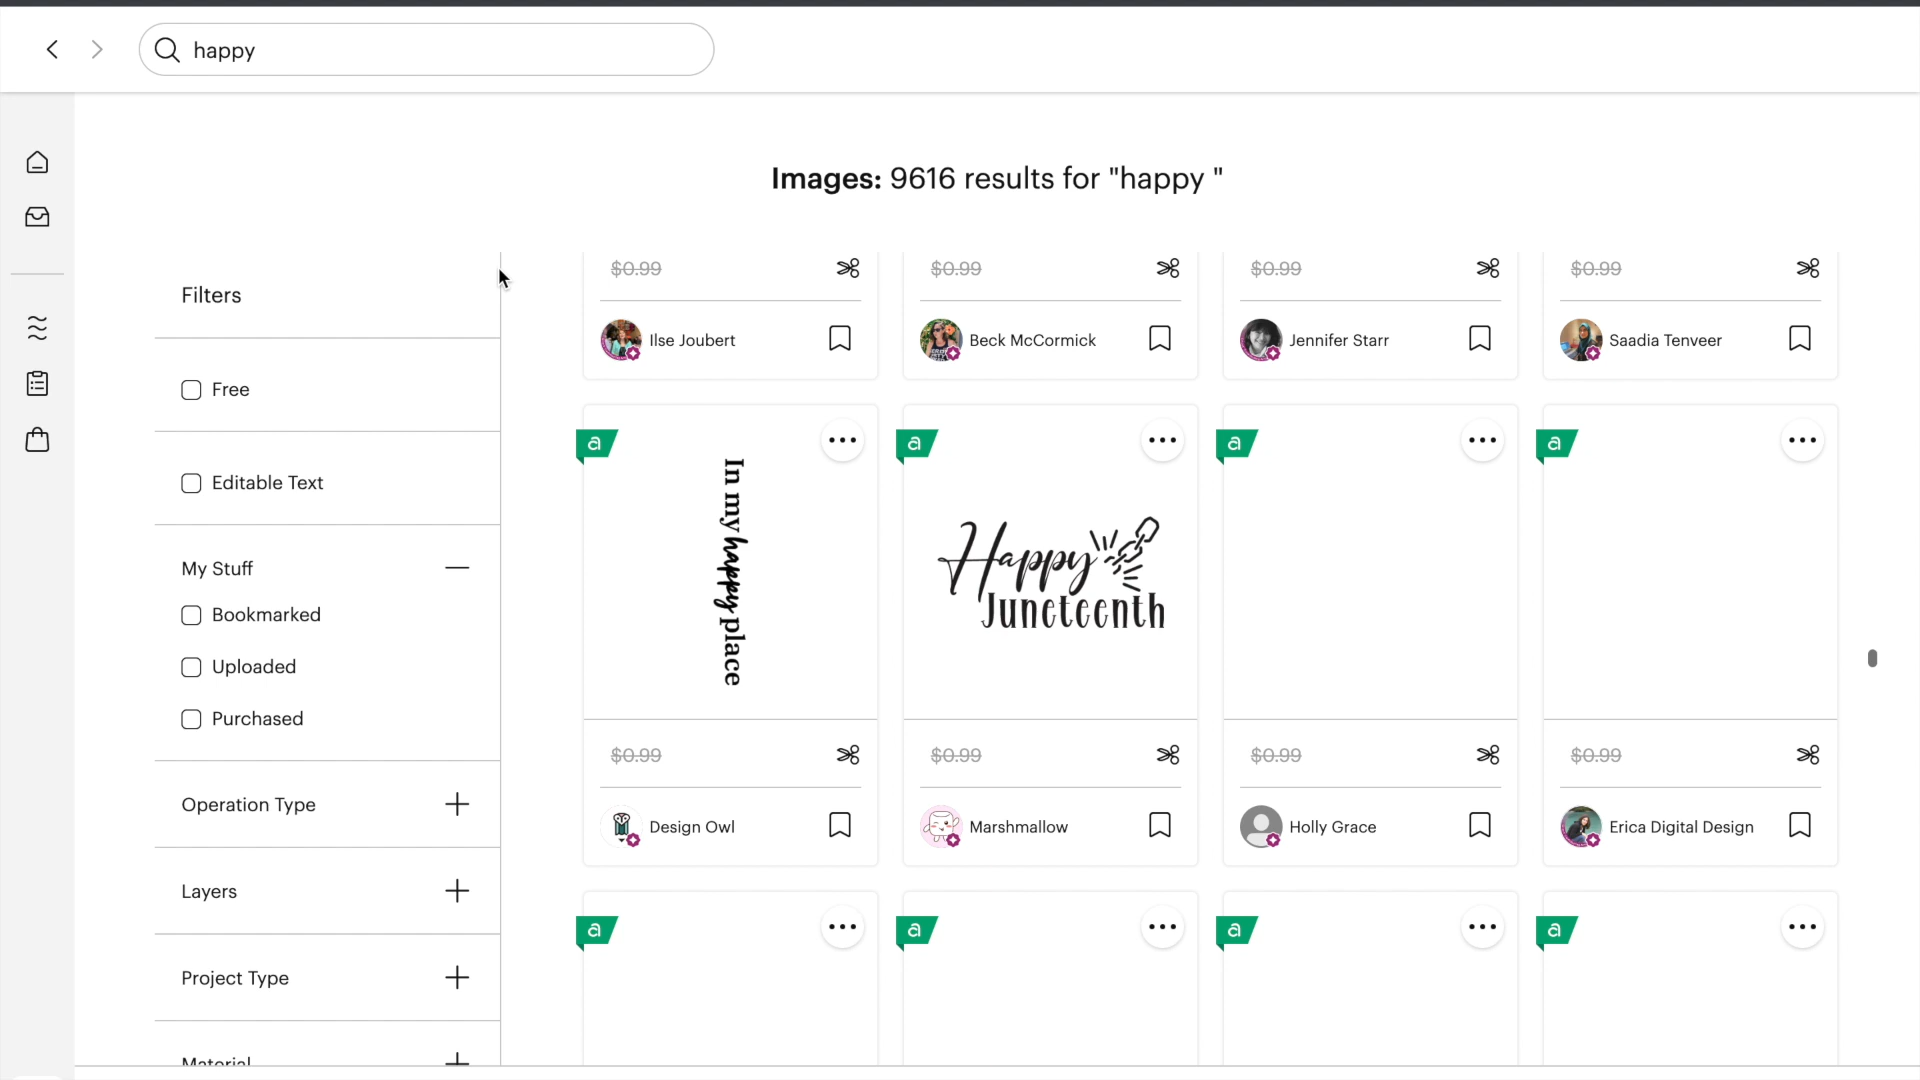 happy
Images: 9616 results for "happy "
Filters
Free
Editable Text
My Stuff
Bookmarked
Uploaded
Purchased
Operation Type
Layers
Project Type
Material
$0.99
$0.99
$0.99
$0.99
Ilse Joubert
Beck McCormick
Jennifer Starr
Saadia Tenveer
a
a
a
a
In my happy place
Happy
Juneteenth
$0.99
$0.99
$0.99
$0.99
Design Owl
Marshmallow
Holly Grace
Erica Digital Design
a
a
a
a